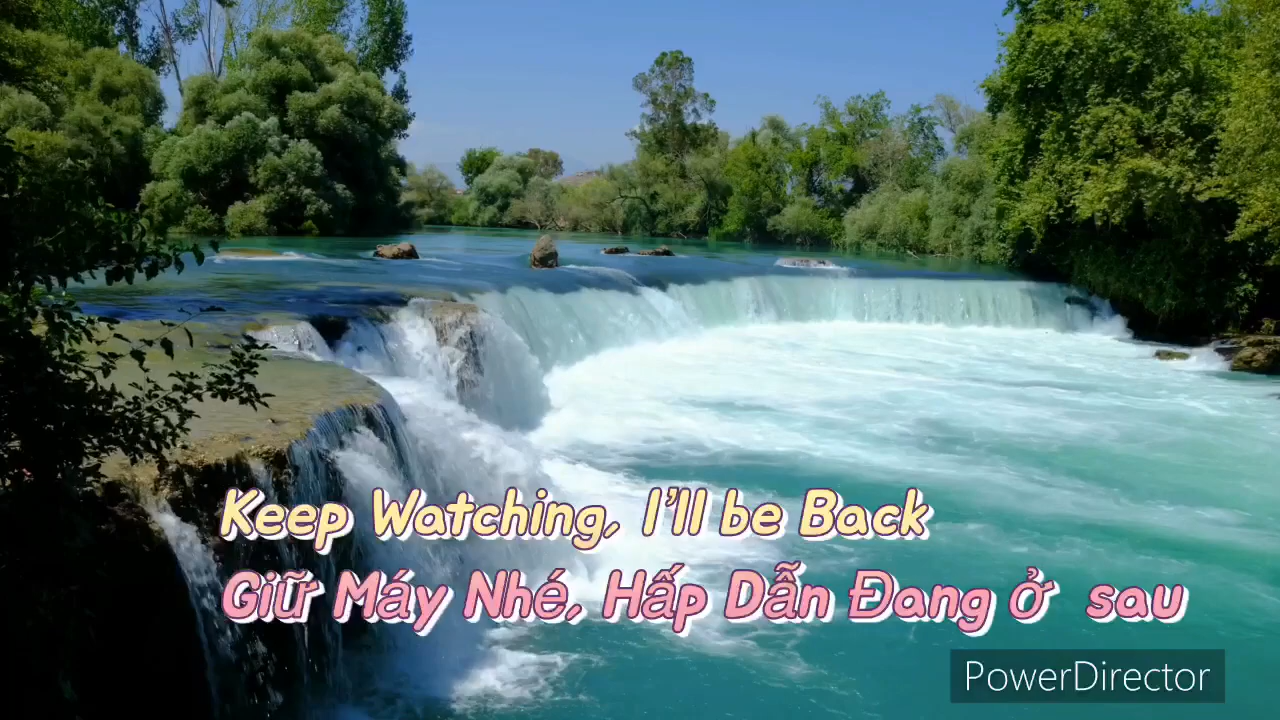 Keep Watching, I'll be Back
Giữ Máy Nhé, Hấp Dẫn Đang ở sau
PowerDirector